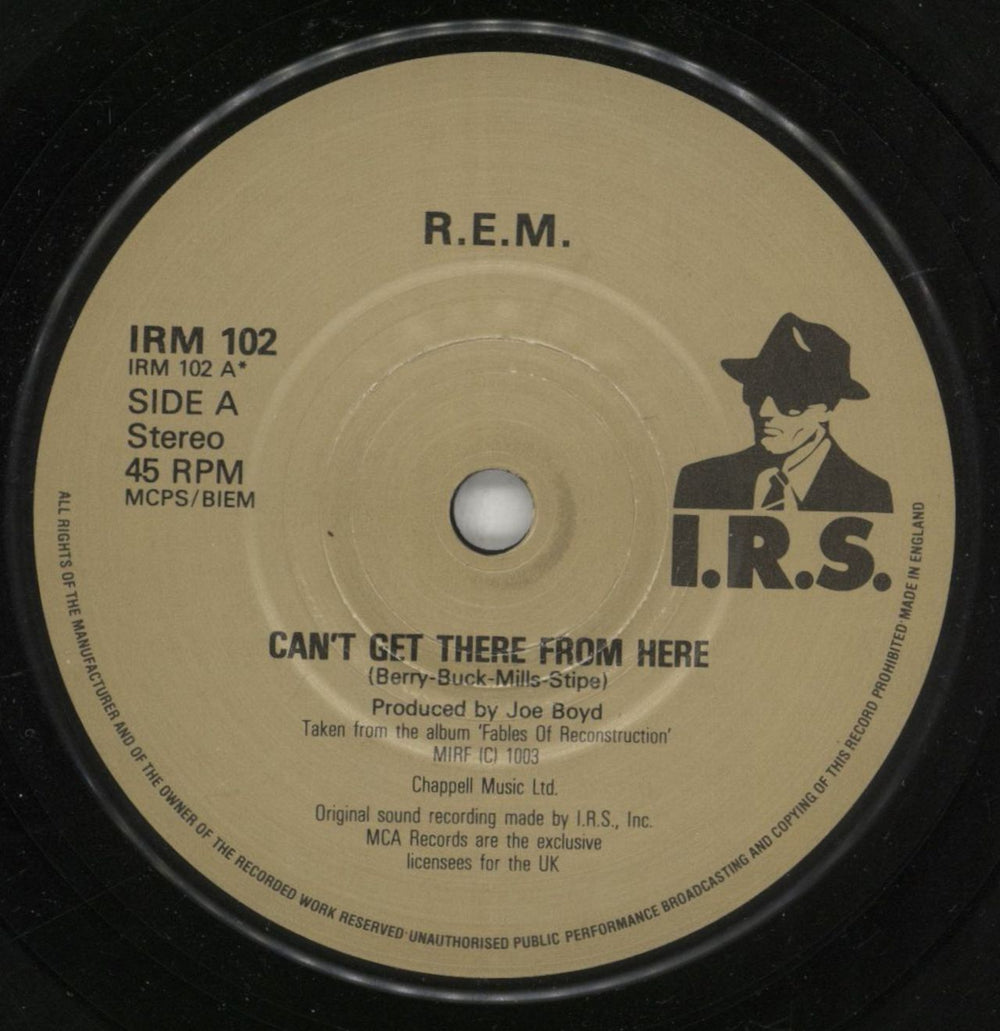 R.E.M.
IRM 102
IRM 102 A*
SIDE A
Stereo
45 RPM
MCPS/BIEM
I.R.S.
CAN'T GET THERE FROM HERE
(Berry-Buck-Mills-Stipe)
Produced by Joe Boyd
Taken from the album 'Fables Of Reconstruction'
MIRF (C) 1003
Chappell Music Ltd.
Original sound recording made by I.R.S., Inc.
MCA Records are the exclusive
licensees for the UK
ALL RIGHTS OF THE MANUFACTURER AND OF THE OWNER OF THE RECORDED WORK RESERVED·UNAUTHORISED PUBLIC PERFORMANCE BROADCASTING AND COPYING OF THIS RECORD PROHIBITED·MADE IN ENGLAND